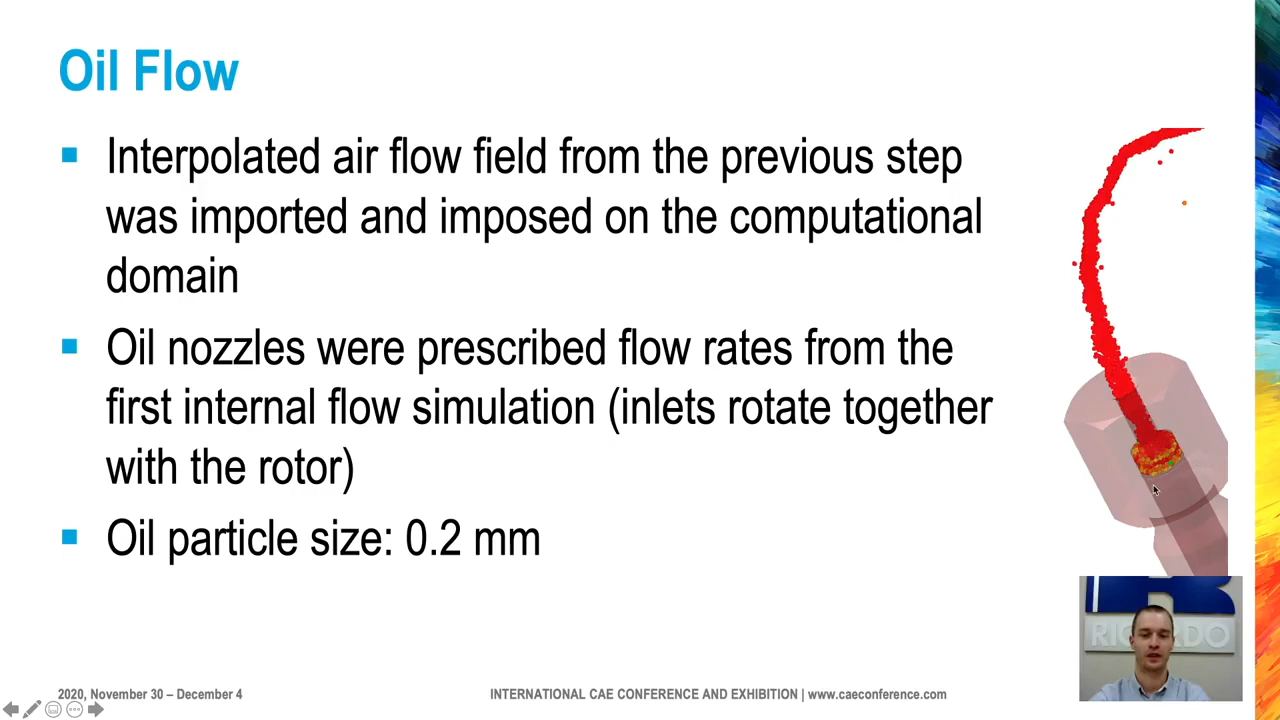 Oil Flow
Interpolated air flow field from the previous step
was imported and imposed on the computational
domain
Oil nozzles were prescribed flow rates from the
first internal flow simulation (inlets rotate together
with the rotor)
Oil particle size: 0.2 mm
RICARDO
2020, November 30 – December 4
INTERNATIONAL CAE CONFERENCE AND EXHIBITION | www.caeconference.com